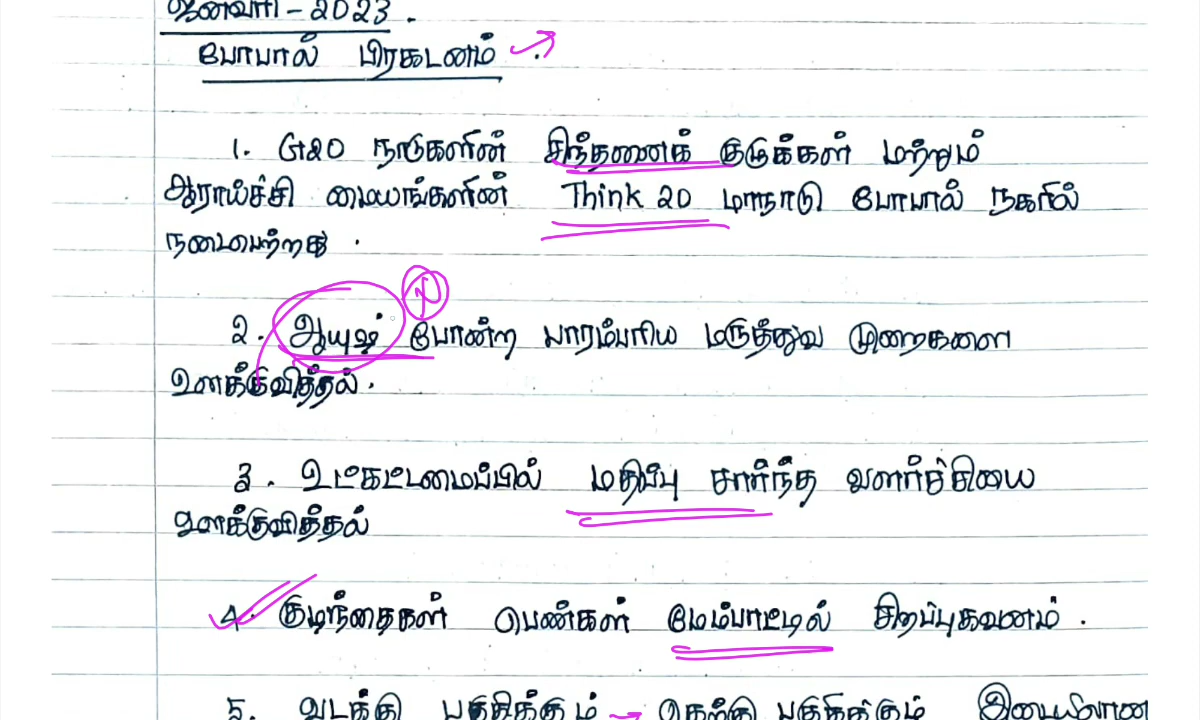 ஜனவரி - 2023.
போபால் பிரகடனம்
1. G20 நாடுகளின் சிந்தனைக் குழுக்கள் மற்றும்
ஆராய்ச்சி மையங்களின் Think 20 மாநாடு போபால் நகரில்
நடைபெற்றது.
2. ஆயுஷ் போன்ற பாரம்பரிய மருத்துவ முறைகளை
ஊக்குவித்தல்.
3. உட்கட்டமைப்பில் மதிப்பு சார்ந்த வளர்ச்சியை
ஊக்குவித்தல்
4. குழந்தைகள் பெண்கள் மேம்பாட்டில் சிறப்புகவனம்.
5. வடக்கு பகுதிக்கும் தெற்கு பகுதிக்கும் இடையிலான